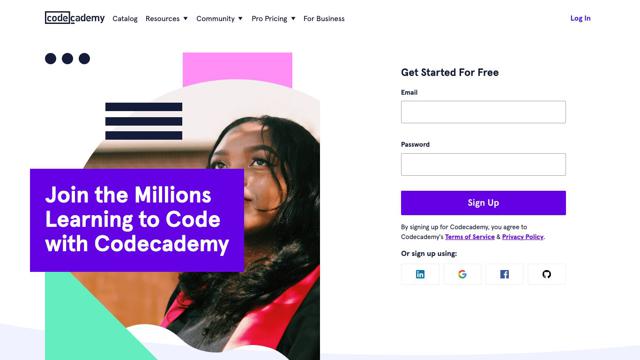 codecademy Catalog Resources Community Pro Pricing For Business Log In
Join the Millions
Learning to Code
with Codecademy
Get Started For Free
Email
Password
Sign Up
By signing up for Codecademy, you agree to
Codecademy's Terms of Service & Privacy Policy.
Or sign up using:
in G f